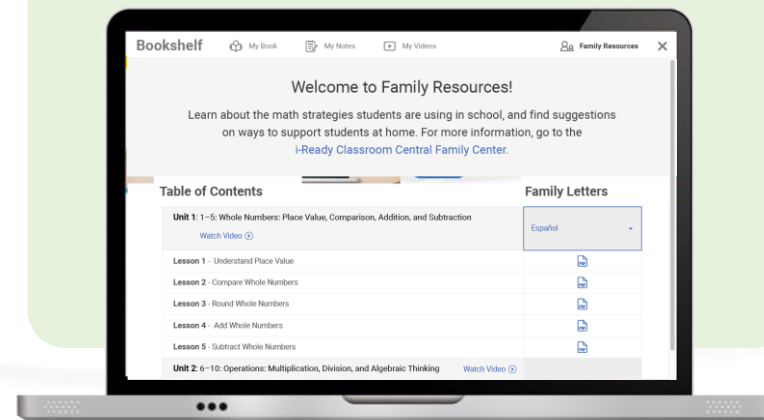 Bookshelf My Book My Notes My Videos Family Resources
Welcome to Family Resources!
Learn about the math strategies students are using in school, and find suggestions
on ways to support students at home. For more information, go to the
i-Ready Classroom Central Family Center.
Table of Contents Family Letters
Unit 1: 1–5: Whole Numbers: Place Value, Comparison, Addition, and Subtraction
Watch Video
Español
Lesson 1 - Understand Place Value
Lesson 2 - Compare Whole Numbers
Lesson 3 - Round Whole Numbers
Lesson 4 - Add Whole Numbers
Lesson 5 - Subtract Whole Numbers
Unit 2: 6–10: Operations: Multiplication, Division, and Algebraic Thinking Watch Video